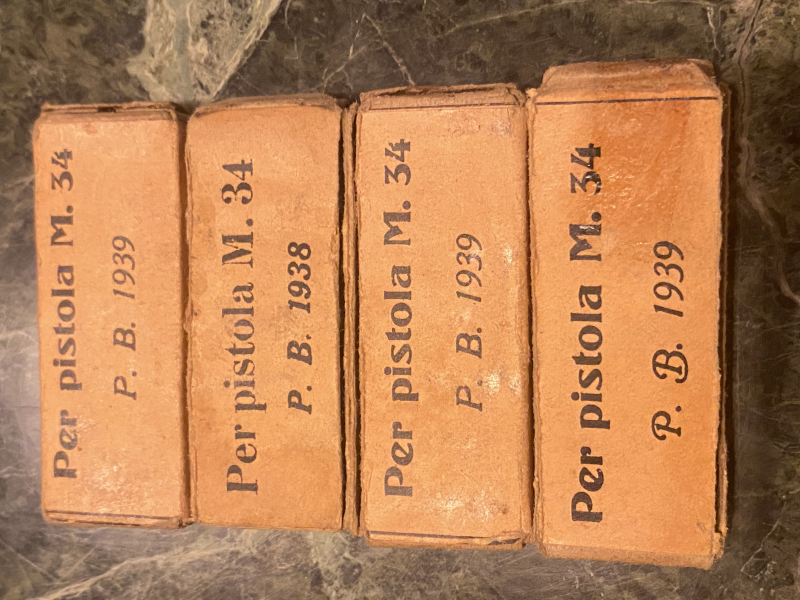 Per pistola M. 34
P. B. 1939
Per pistola M. 34
P. B. 1938
Per pistola M. 34
P. B. 1939
Per pistola M. 34
P. B. 1939